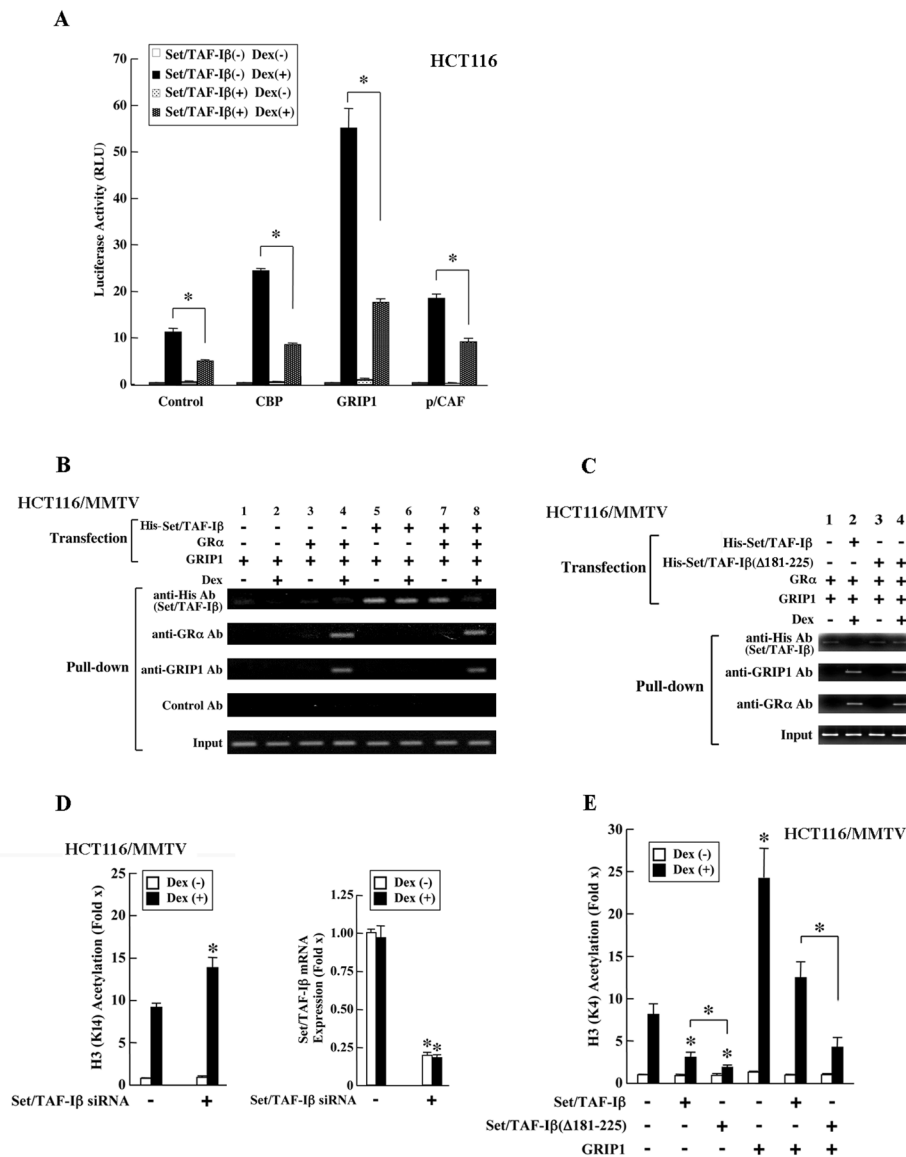 A
HCT116
Set/TAF-Iβ(-) Dex(-)
Set/TAF-Iβ(-) Dex(+)
Set/TAF-Iβ(+) Dex(-)
Set/TAF-Iβ(+) Dex(+)
Luciferase Activity (RLU)
70
60
50
40
30
20
10
0
* * * *
Control CBP GRIP1 p/CAF
B
HCT116/MMTV
1 2 3 4 5 6 7 8
Transfection
His-Set/TAF-Iβ - - - - + + + +
GRα - - + + - - + +
GRIP1 + + + + + + + +
Dex - + - + - + - +
Pull-down
anti-His Ab
(Set/TAF-Iβ)
anti-GRα Ab
anti-GRIP1 Ab
Control Ab
Input
C
HCT116/MMTV
1 2 3 4
Transfection
His-Set/TAF-Iβ - + - -
His-Set/TAF-Iβ(Δ181-225) - - + +
GRα + + + +
GRIP1 + + + +
Dex - + - +
Pull-down
anti-His Ab
(Set/TAF-Iβ)
anti-GRIP1 Ab
anti-GRα Ab
Input
D
HCT116/MMTV
Dex (-)
Dex (+)
H3 (K14) Acetylation (Fold x)
25
20
15
10
5
0
*
Set/TAF-Iβ siRNA - +
Dex (-)
Dex (+)
Set/TAF-Iβ mRNA
Expression (Fold x)
1.25
1.00
0.75
0.50
0.25
0
* *
Set/TAF-Iβ siRNA - +
E
HCT116/MMTV
Dex (-)
Dex (+)
H3 (K4) Acetylation (Fold x)
30
25
20
15
10
5
0
* * * * *
Set/TAF-Iβ - + - - + -
Set/TAF-Iβ(Δ181-225) - - + - - +
GRIP1 - - - + + +